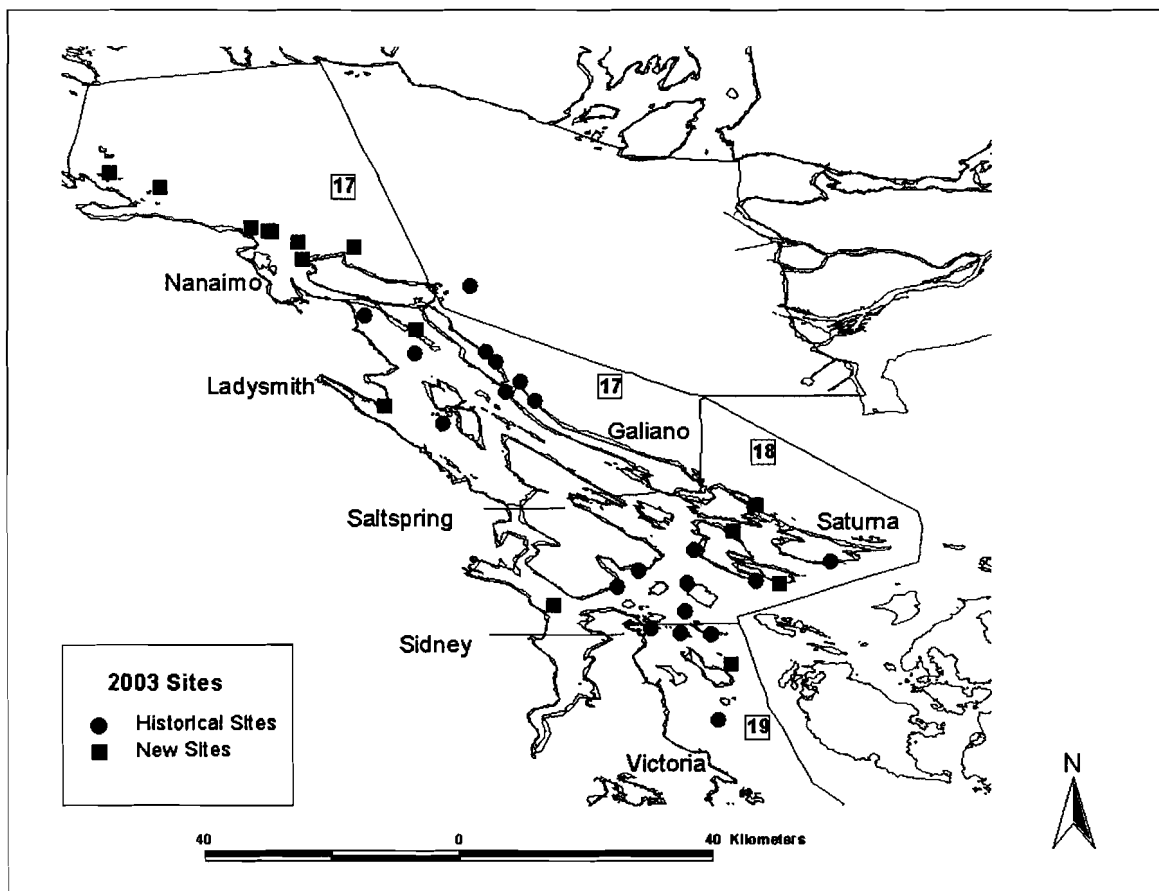 17
Nanaimo
Ladysmith
17
Galiano
18
Saltspring
Saturna
Sidney
19
Victoria
2003 Sites
Historical Sites
New Sites
N
40 0 40 Kilometers